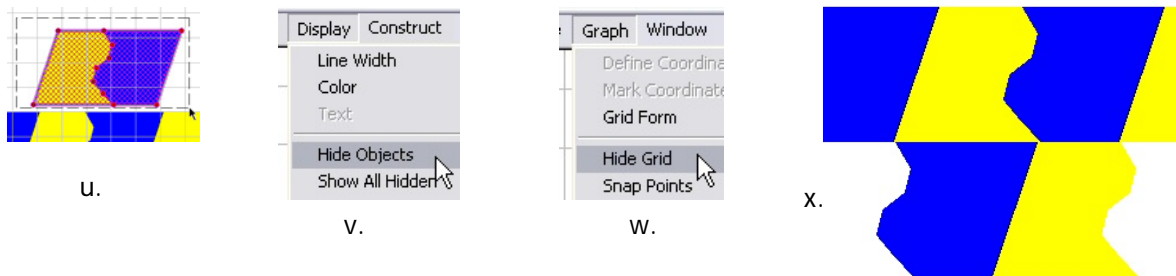 Display Construct
Line Width
Color
Text
Hide Objects
Show All Hidden
Graph Window
Define Coordina
Mark Coordinate
Grid Form
Hide Grid
Snap Points
u.
v.
w.
x.